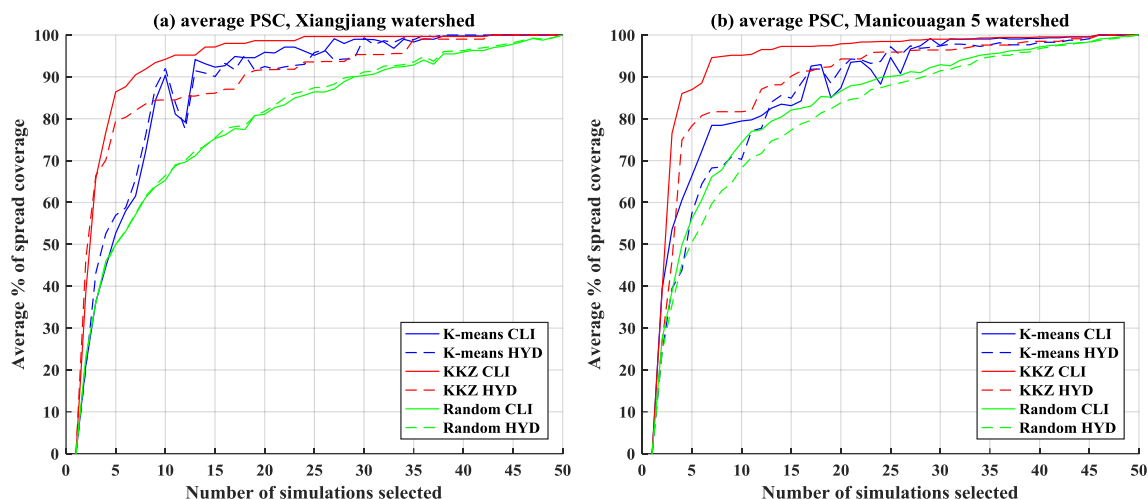 (a) average PSC, Xiangjiang watershed
100
90
80
70
60
50
40
30
20
10
0
Average % of spread coverage
0 5 10 15 20 25 30 35 40 45 50
Number of simulations selected
K-means CLI
K-means HYD
KKZ CLI
KKZ HYD
Random CLI
Random HYD
(b) average PSC, Manicouagan 5 watershed
100
90
80
70
60
50
40
30
20
10
0
Average % of spread coverage
0 5 10 15 20 25 30 35 40 45 50
Number of simulations selected
K-means CLI
K-means HYD
KKZ CLI
KKZ HYD
Random CLI
Random HYD